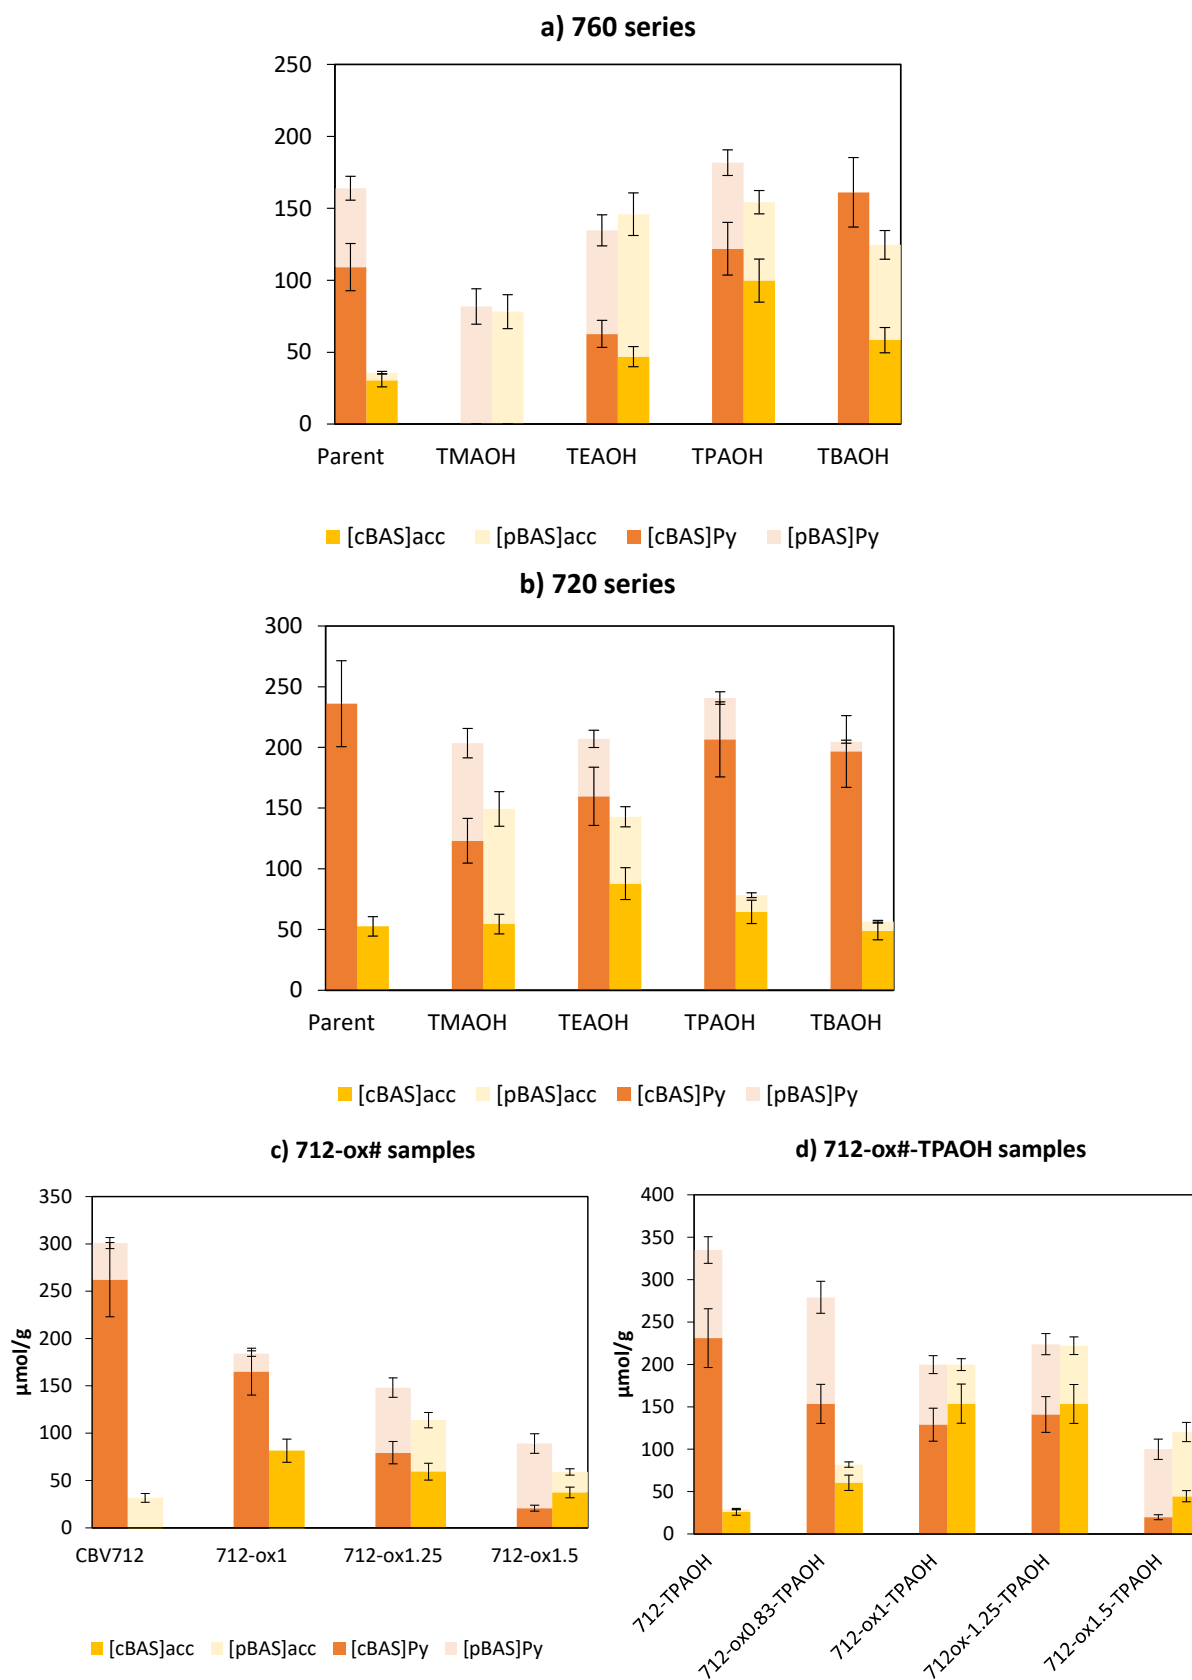 a) 760 series
250
200
150
100
50
0
Parent TMAOH TEAOH TPAOH TBAOH
[cBAS]acc [pBAS]acc [cBAS]Py [pBAS]Py
b) 720 series
300
250
200
150
100
50
0
Parent TMAOH TEAOH TPAOH TBAOH
[cBAS]acc [pBAS]acc [cBAS]Py [pBAS]Py
c) 712-ox# samples
µmol/g
350
300
250
200
150
100
50
0
CBV712 712-ox1 712-ox1.25 712-ox1.5
[cBAS]acc [pBAS]acc [cBAS]Py [pBAS]Py
d) 712-ox#-TPAOH samples
µmol/g
400
350
300
250
200
150
100
50
0
712-TPAOH
712-ox0.83-TPAOH
712-ox1-TPAOH
712ox-1.25-TPAOH
712-ox1.5-TPAOH